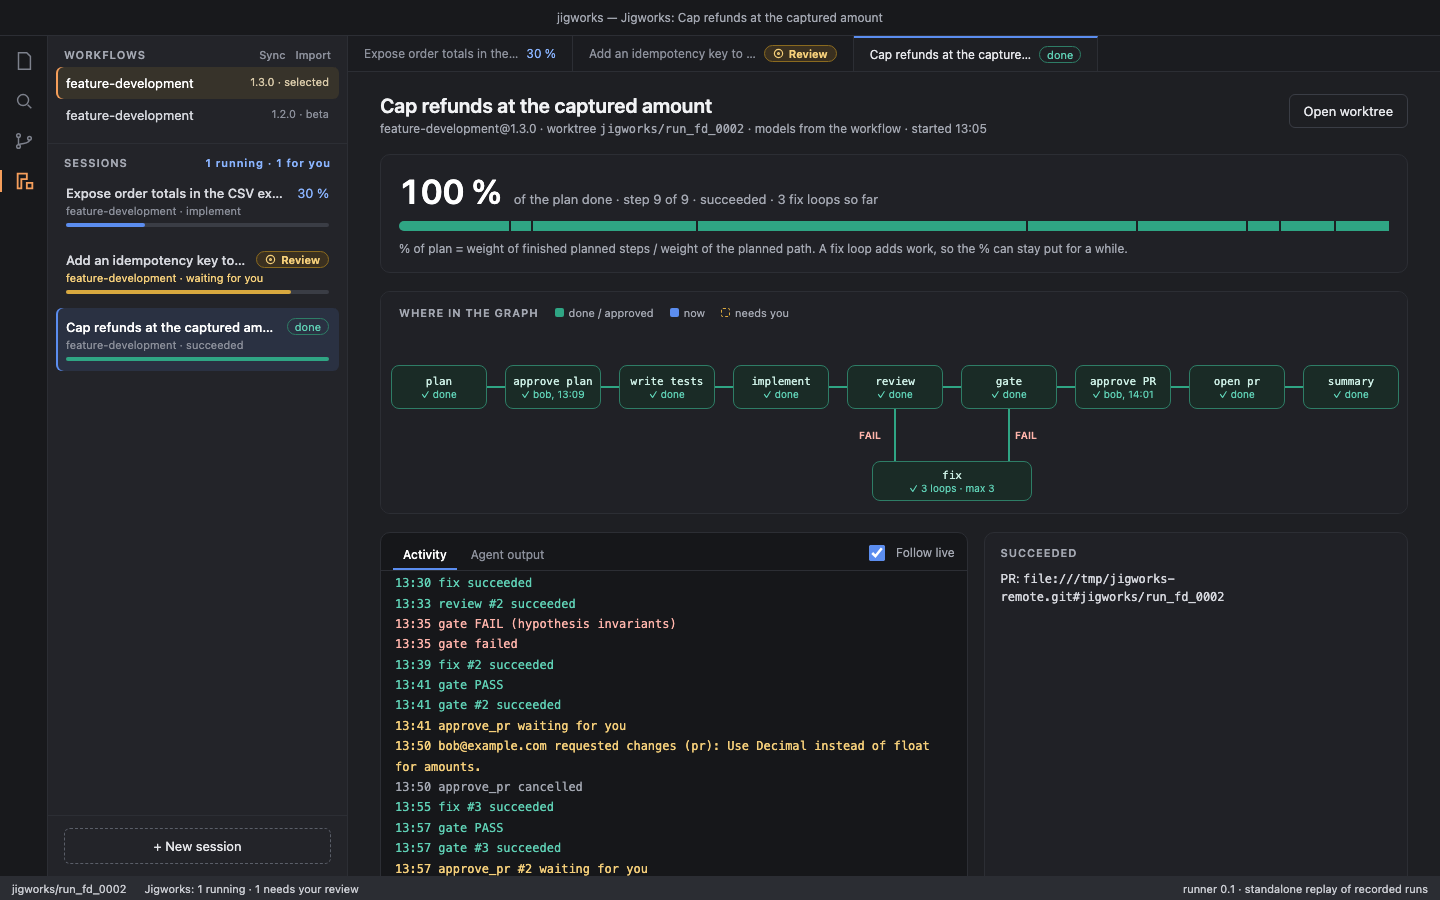 jigworks — Jigworks: Cap refunds at the captured amount
WORKFLOWS
Sync
Import
feature-development
1.3.0 · selected
feature-development
1.2.0 · beta
SESSIONS
1 running · 1 for you
Expose order totals in the CSV ex...
30 %
feature-development · implement
Add an idempotency key to...
Review
feature-development · waiting for you
Cap refunds at the captured am...
done
feature-development · succeeded
+ New session
Expose order totals in the...
30 %
Add an idempotency key to ...
Review
Cap refunds at the capture...
done
Cap refunds at the captured amount
feature-development@1.3.0 · worktree jigworks/run_fd_0002 · models from the workflow · started 13:05
Open worktree
100 % of the plan done · step 9 of 9 · succeeded · 3 fix loops so far
% of plan = weight of finished planned steps / weight of the planned path. A fix loop adds work, so the % can stay put for a while.
WHERE IN THE GRAPH
done / approved
now
needs you
plan
✓ done
approve plan
✓ bob, 13:09
write tests
✓ done
implement
✓ done
review
✓ done
gate
✓ done
approve PR
✓ bob, 14:01
open pr
✓ done
summary
✓ done
FAIL
FAIL
fix
✓ 3 loops · max 3
Activity
Agent output
Follow live
13:30 fix succeeded
13:33 review #2 succeeded
13:35 gate FAIL (hypothesis invariants)
13:35 gate failed
13:39 fix #2 succeeded
13:41 gate PASS
13:41 gate #2 succeeded
13:41 approve_pr waiting for you
13:50 bob@example.com requested changes (pr): Use Decimal instead of float
for amounts.
13:50 approve_pr cancelled
13:55 fix #3 succeeded
13:57 gate PASS
13:57 gate #3 succeeded
13:57 approve_pr #2 waiting for you
SUCCEEDED
PR: file:///tmp/jigworks-
remote.git#jigworks/run_fd_0002
jigworks/run_fd_0002
Jigworks: 1 running · 1 needs your review
runner 0.1 · standalone replay of recorded runs